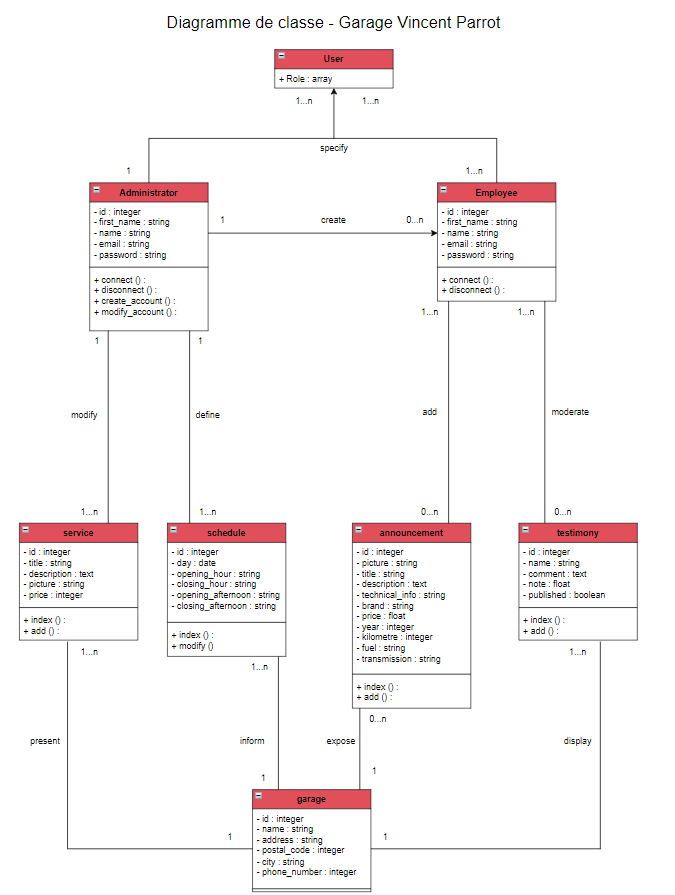 Diagramme de classe - Garage Vincent Parrot
User
+ Role : array
1...n
1...n
specify
1
1...n
Administrator
- id : integer
- first_name : string
- name : string
- email : string
- password : string
+ connect () :
+ disconnect () :
+ create_account () :
+ modify_account () :
1
create
0...n
Employee
- id : integer
- first_name : string
- name : string
- email : string
- password : string
+ connect () :
+ disconnect () :
1
1
1...n
1...n
modify
define
add
moderate
1...n
1...n
0...n
0...n
service
- id : integer
- title : string
- description : text
- picture : string
- price : integer
+ index () :
+ add () :
schedule
- id : integer
- day : date
- opening_hour : string
- closing_hour : string
- opening_afternoon : string
- closing_afternoon : string
+ index () :
+ modify ()
announcement
- id : integer
- picture : string
- title : string
- description : text
- technical_info : string
- brand : string
- price : float
- year : integer
- kilometre : integer
- fuel : string
- transmission : string
+ index () :
+ add () :
testimony
- id : integer
- name : string
- comment : text
- note : float
- published : boolean
+ index () :
+ add () :
1...n
1...n
0...n
1...n
present
inform
expose
display
1
1
1
1
garage
- id : integer
- name : string
- address : string
- postal_code : integer
- city : string
- phone_number : integer